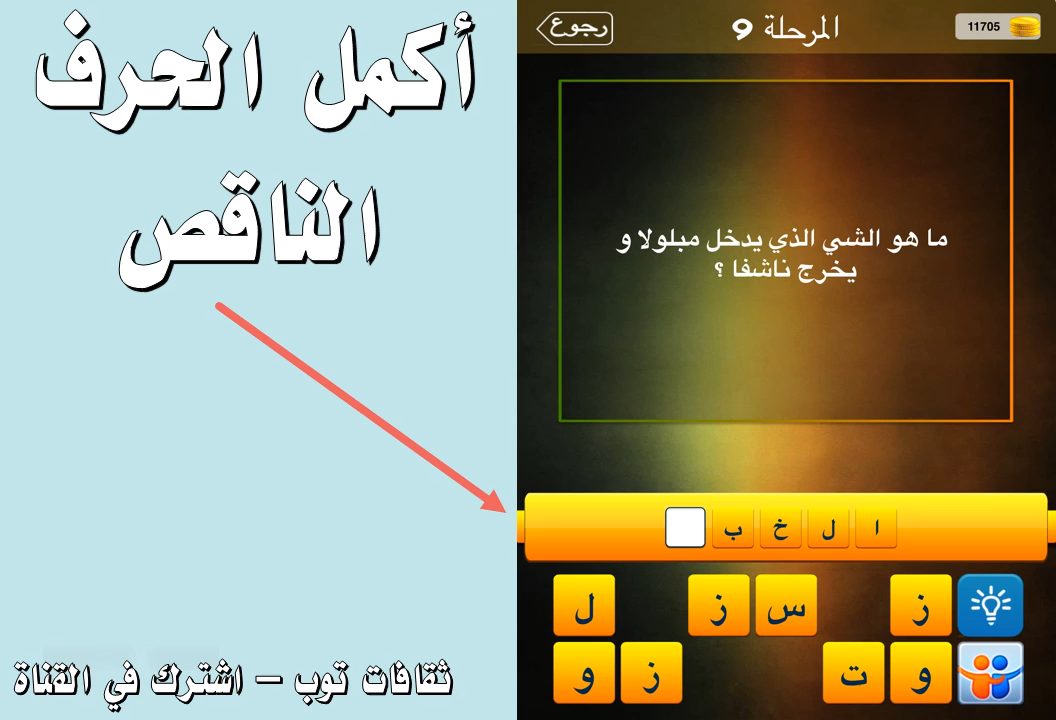 أكمل الحرف
الناقص
ثقافات توب – اشترك في القناة
رجوع
المرحلة 9
11705
ما هو الشي الذي يدخل مبلولا و
يخرج ناشفا ؟
ا ل خ ب
ز س ز ل
و ت ز و